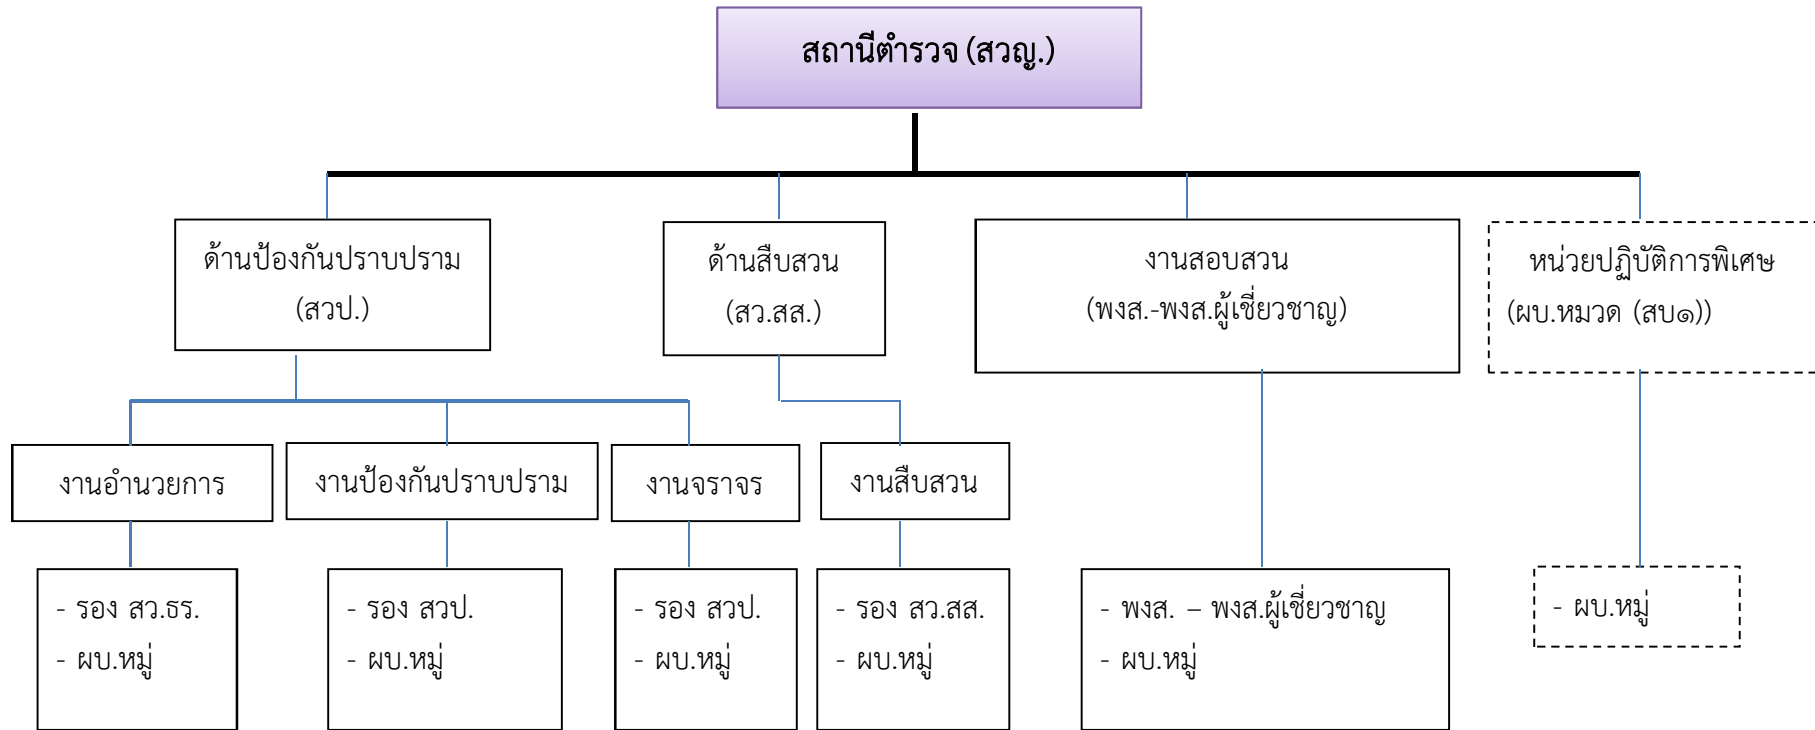 สถานีตำรวจ (สวญ.)
ด้านป้องกันปราบปราม
(สวป.)
ด้านสืบสวน
(สว.สส.)
งานสอบสวน
(พงส.-พงส.ผู้เชี่ยวชาญ)
หน่วยปฏิบัติการพิเศษ
(ผบ.หมวด (สบ๑))
งานอำนวยการ
งานป้องกันปราบปราม
งานจราจร
งานสืบสวน
- รอง สว.ธร.
- ผบ.หมู่
- รอง สวป.
- ผบ.หมู่
- รอง สวป.
- ผบ.หมู่
- รอง สว.สส.
- ผบ.หมู่
- พงส. – พงส.ผู้เชี่ยวชาญ
- ผบ.หมู่
- ผบ.หมู่